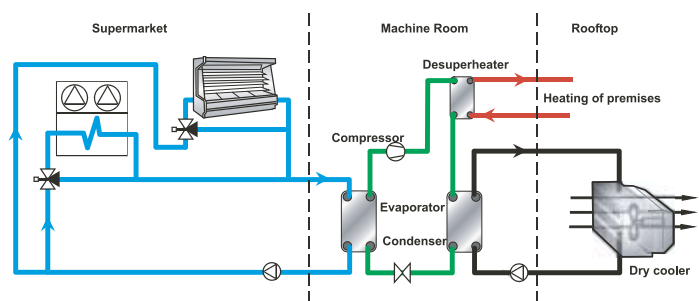 Supermarket
Machine Room
Rooftop
Desuperheater
Heating of premises
Compressor
Evaporator
Condenser
Dry cooler